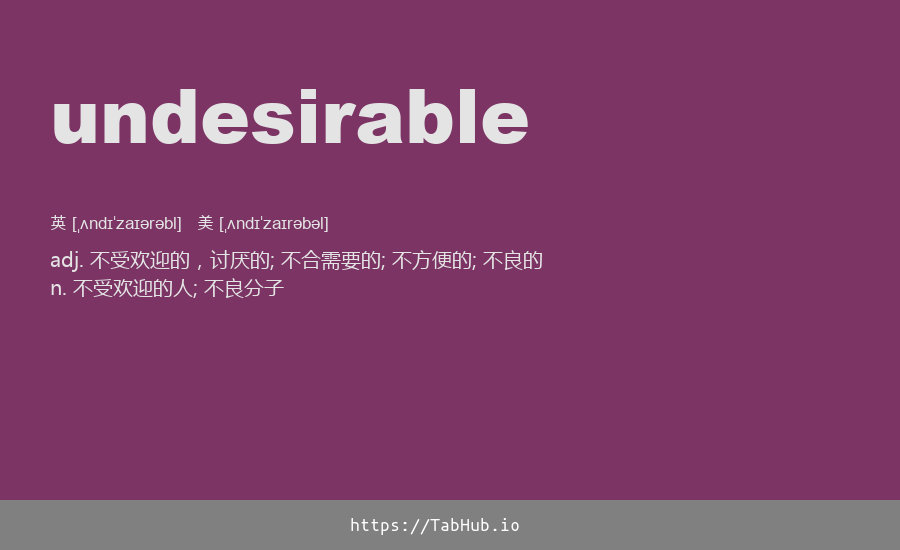 undesirable
英 [ˌʌndɪˈzaɪərəbl] 美 [ˌʌndɪˈzaɪrəbəl]
adj. 不受欢迎的，讨厌的; 不合需要的; 不方便的; 不良的
n. 不受欢迎的人; 不良分子
https://TabHub.io